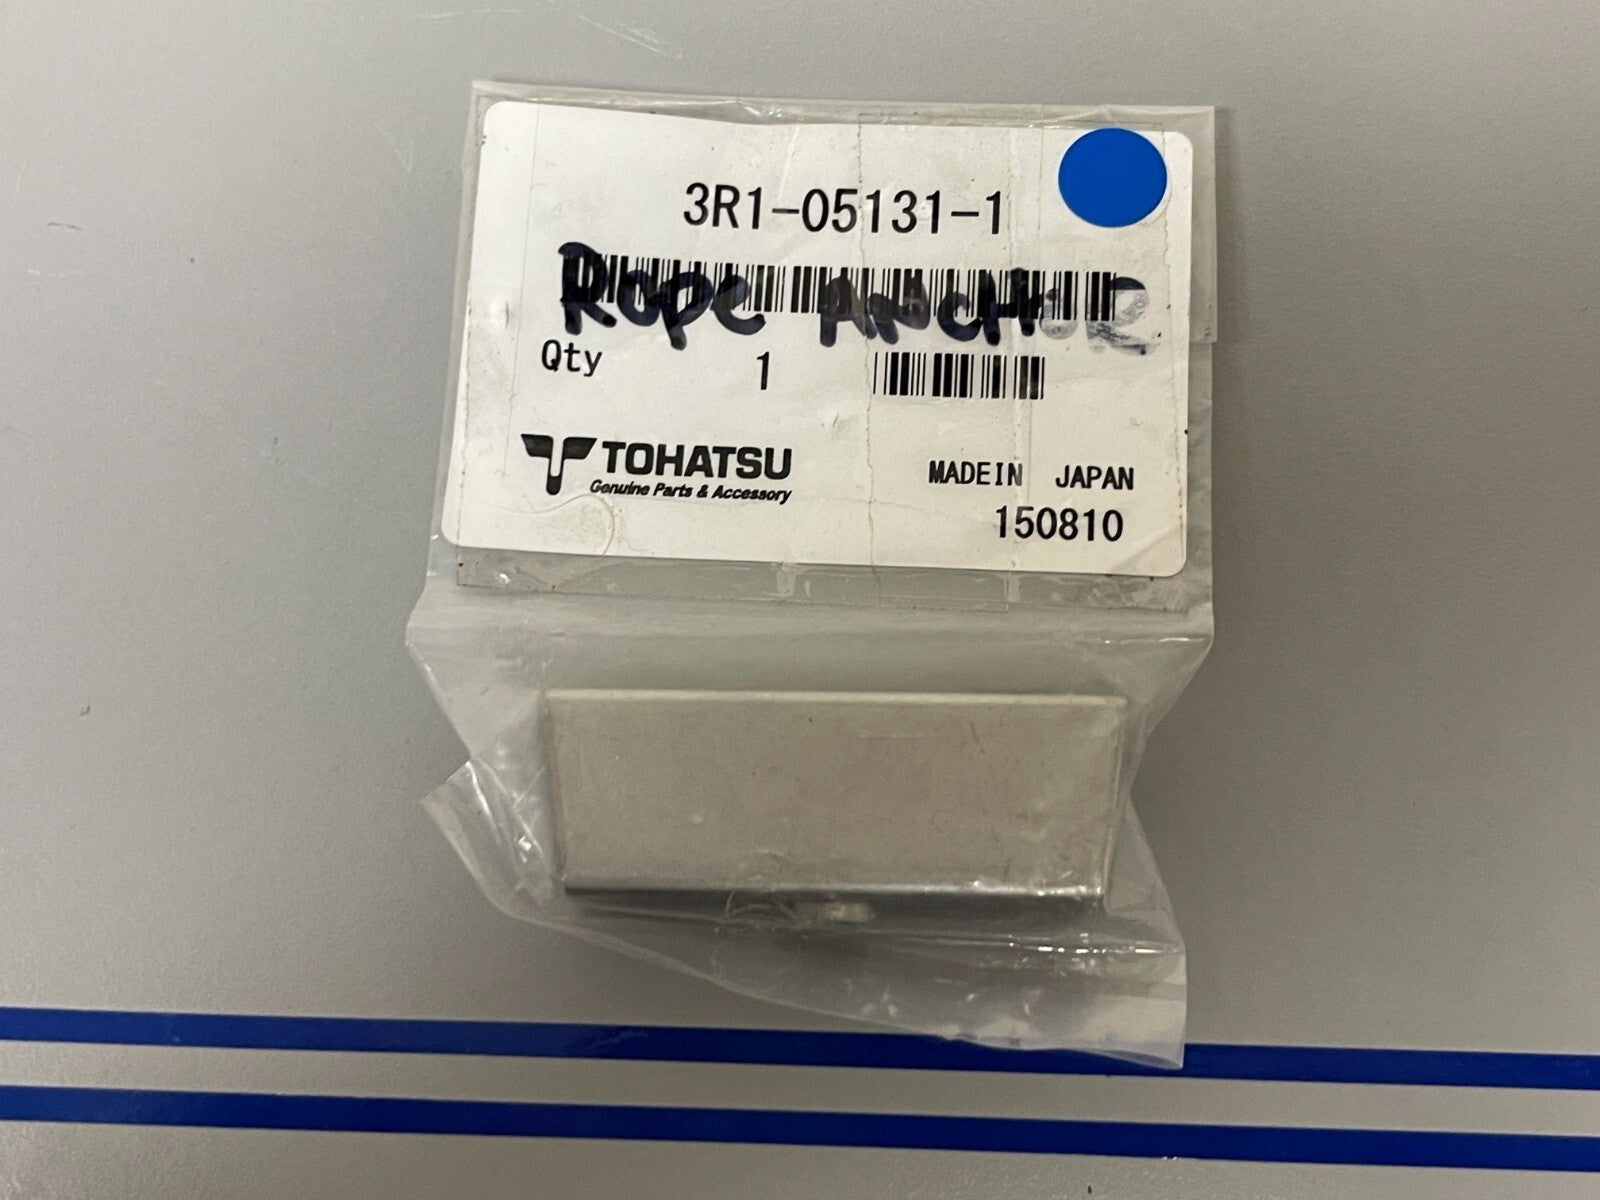 3R1-05131-1
ROPE ANCHOR
Qty 1
TOHATSU
Genuine Parts & Accessory
MADEIN JAPAN
150810